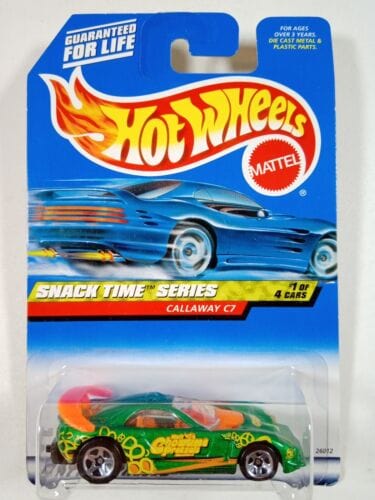 GUARANTEED
FOR LIFE
FOR AGES
OVER 3 YEARS.
DIE CAST METAL &
PLASTIC PARTS.
HOT WHEELS
MATTEL
®
SNACK TIME™ SERIES
#1 OF
4 CARS
CALLAWAY C7
26012